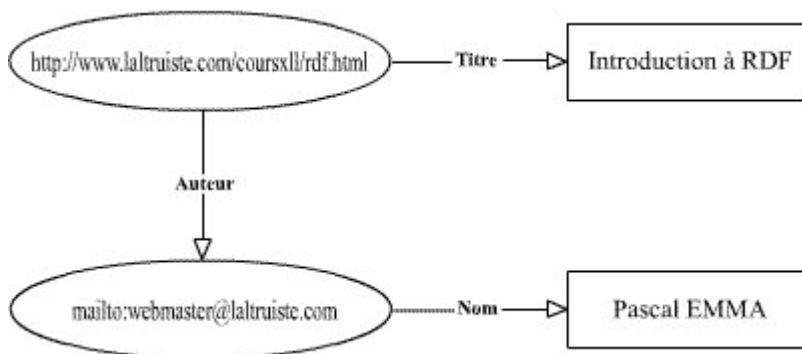 http://www.laltruiste.com/coursxll/rdf.html
Titre
Introduction à RDF
Auteur
mailto:webmaster@laltruiste.com
Nom
Pascal EMMA